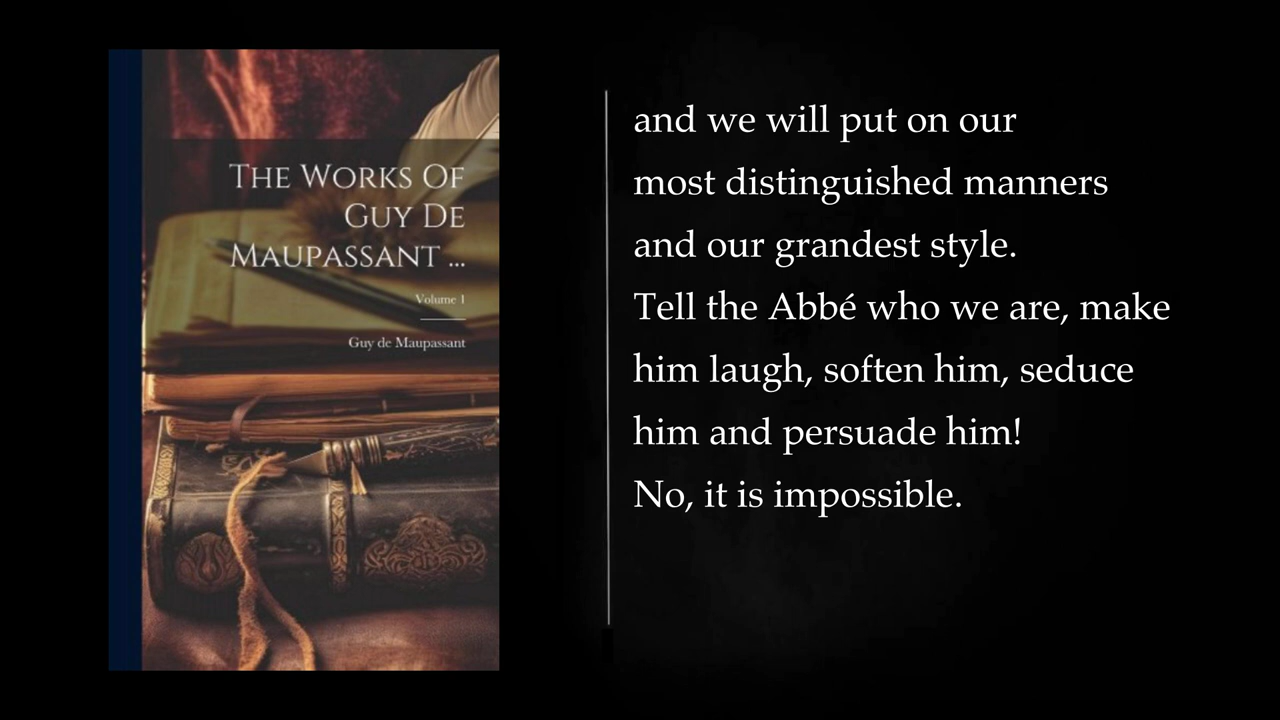 The Works Of
Guy De
Maupassant ...
Volume 1
Guy de Maupassant
and we will put on our
most distinguished manners
and our grandest style.
Tell the Abbé who we are, make
him laugh, soften him, seduce
him and persuade him!
No, it is impossible.